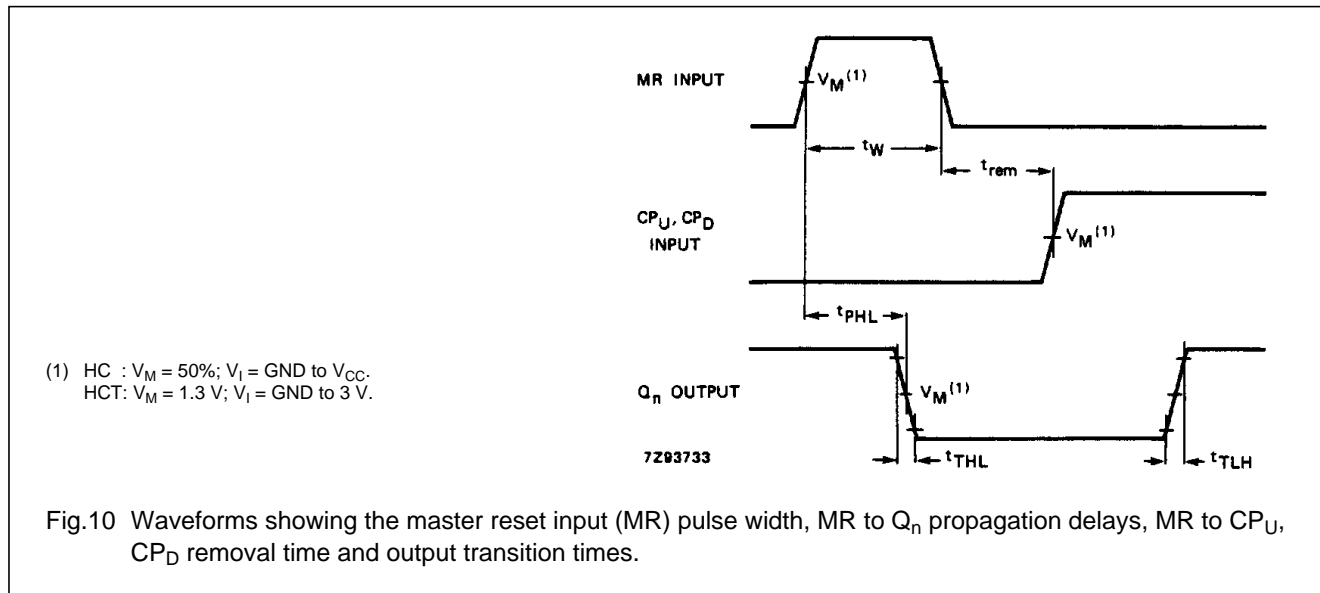 MR INPUT
V_M (1)
t_W
t_rem
CP_U, CP_D
INPUT
V_M (1)
t_PHL
(1) HC : V_M = 50%; V_I = GND to V_CC.
HCT: V_M = 1.3 V; V_I = GND to 3 V.
Q_n OUTPUT
V_M (1)
7Z93733
t_THL
t_TLH
Fig.10 Waveforms showing the master reset input (MR) pulse width, MR to Q_n propagation delays, MR to CP_U,
CP_D removal time and output transition times.